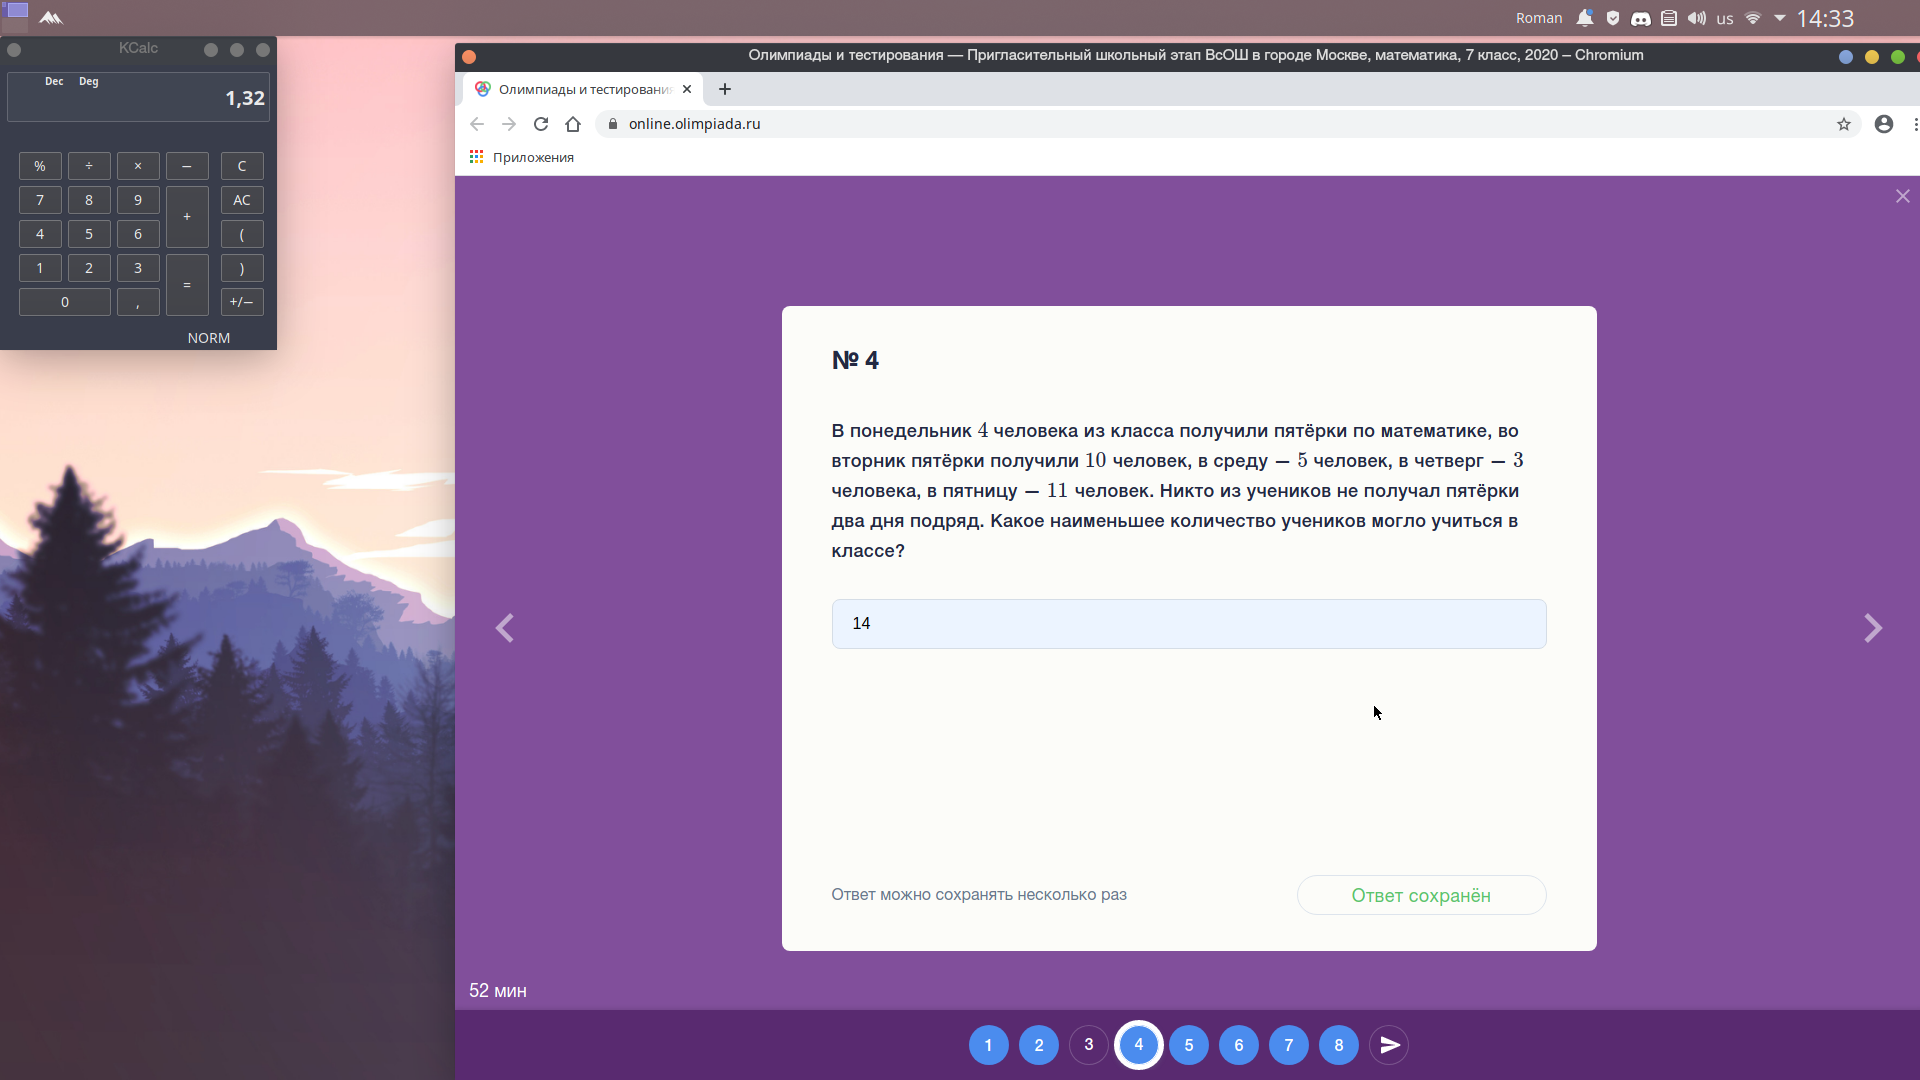 Roman us 14:33
KCalc
Dec Deg
1,32
% ÷ × − C
7 8 9 + AC
4 5 6 (
1 2 3 = )
0 , +/−
NORM
Олимпиады и тестирования — Пригласительный школьный этап ВсОШ в городе Москве, математика, 7 класс, 2020 – Chromium
Олимпиады и тестировани
online.olimpiada.ru
Приложения
№ 4
В понедельник 4 человека из класса получили пятёрки по математике, во
вторник пятёрки получили 10 человек, в среду — 5 человек, в четверг — 3
человека, в пятницу — 11 человек. Никто из учеников не получал пятёрки
два дня подряд. Какое наименьшее количество учеников могло учиться в
классе?
14
Ответ можно сохранять несколько раз
Ответ сохранён
52 мин
1 2 3 4 5 6 7 8